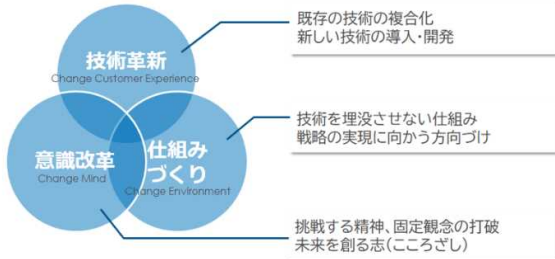 技術革新
Change Customer Experience
既存の技術の複合化
新しい技術の導入・開発
意識改革
Change Mind
仕組み
づくり
Change Environment
技術を埋没させない仕組み
戦略の実現に向かう方向づけ
挑戦する精神、固定観念の打破
未来を創る志(こころざし)